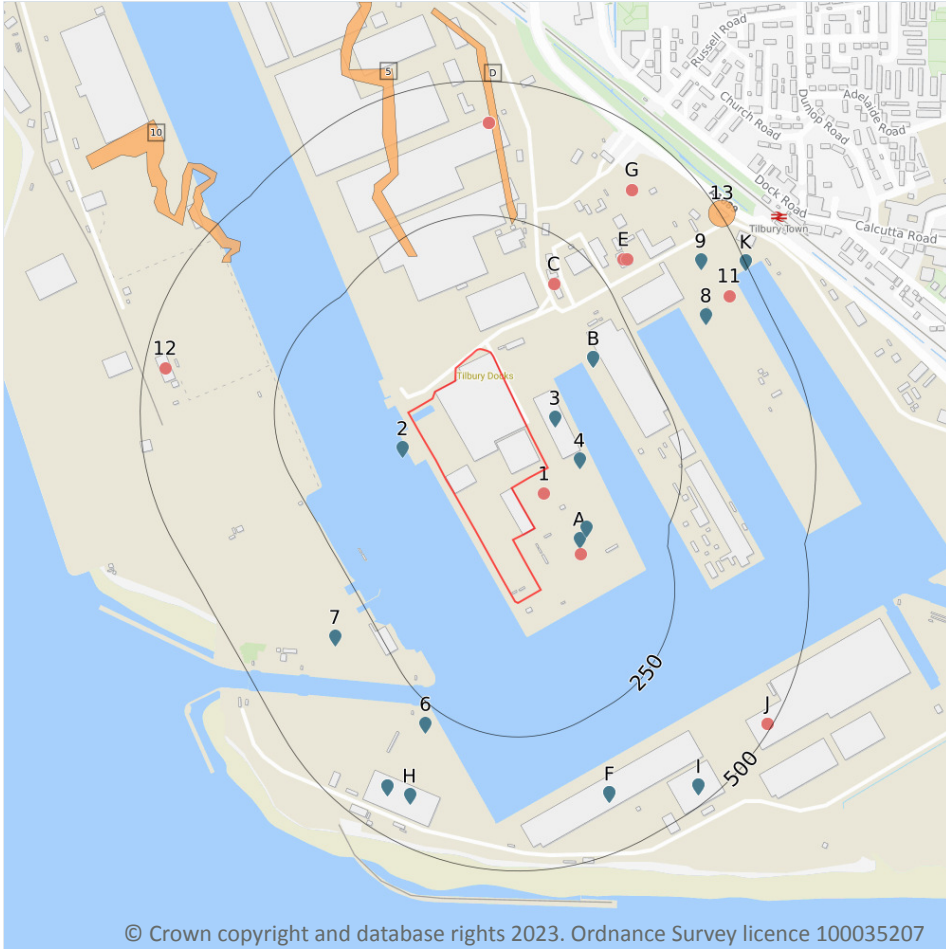 Russell Road
5
D
Adelaide Road
Church Road
Dunlop Road
10
G
Dock Road
13
Tilbury Town
Calcutta Road
E
9
K
C
11
8
12
B
Tilbury Docks
3
2
4
1
A
7
250
6
J
500
H
F
I
© Crown copyright and database rights 2023. Ordnance Survey licence 100035207